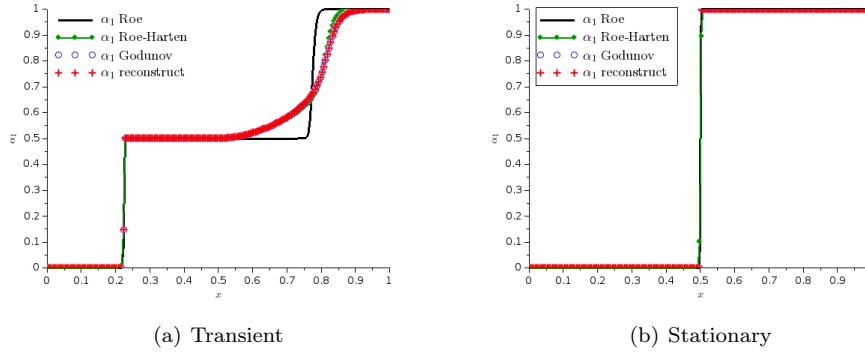 α1 Roe
α1 Roe-Harten
α1 Godunov
α1 reconstruct
1
0.9
0.8
0.7
0.6
0.5
0.4
0.3
0.2
0.1
0
α1
0 0.1 0.2 0.3 0.4 0.5 0.6 0.7 0.8 0.9 1
x
(a) Transient
α1 Roe
α1 Roe-Harten
α1 Godunov
α1 reconstruct
1
0.9
0.8
0.7
0.6
0.5
0.4
0.3
0.2
0.1
0
α1
0 0.1 0.2 0.3 0.4 0.5 0.6 0.7 0.8 0.9
x
(b) Stationary